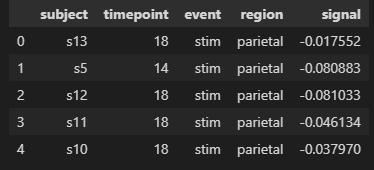 subject timepoint event region signal
0 s13 18 stim parietal -0.017552
1 s5 14 stim parietal -0.080883
2 s12 18 stim parietal -0.081033
3 s11 18 stim parietal -0.046134
4 s10 18 stim parietal -0.037970